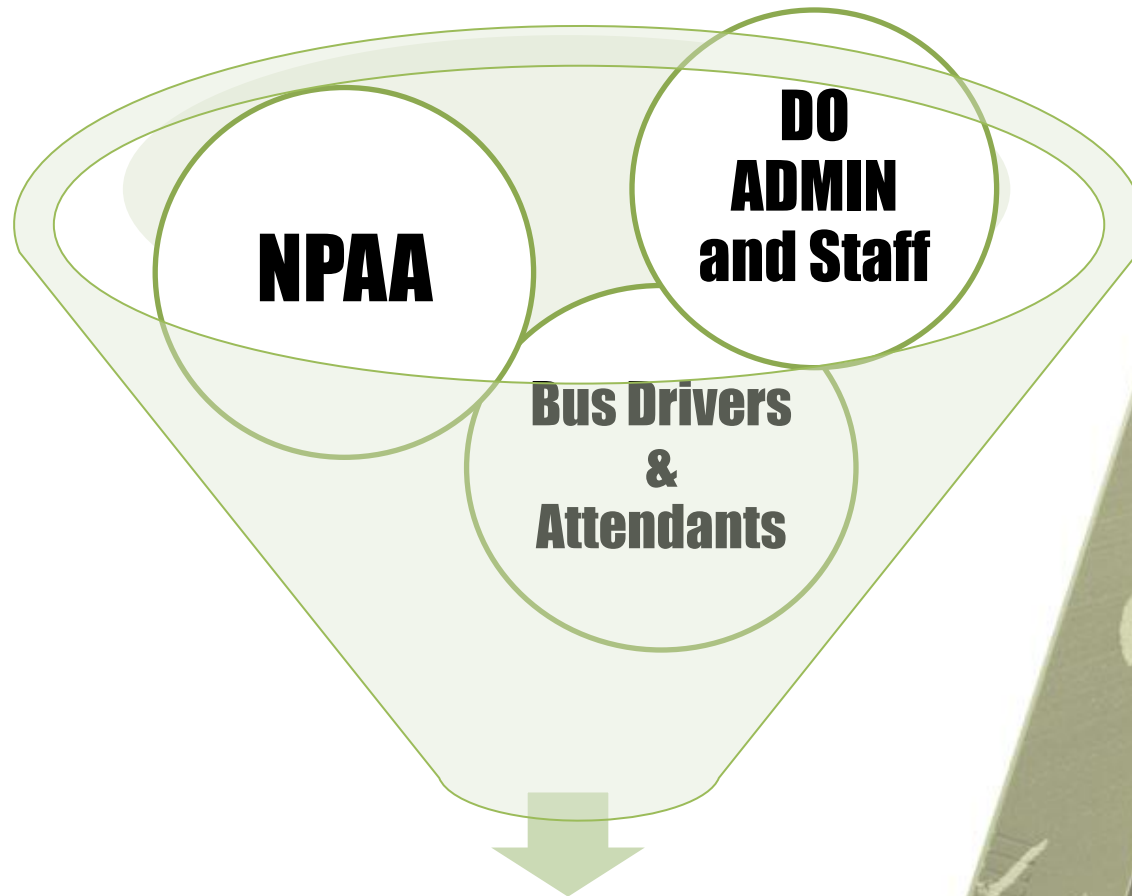 NPAA
DO
ADMIN
and Staff
Bus Drivers
&
Attendants